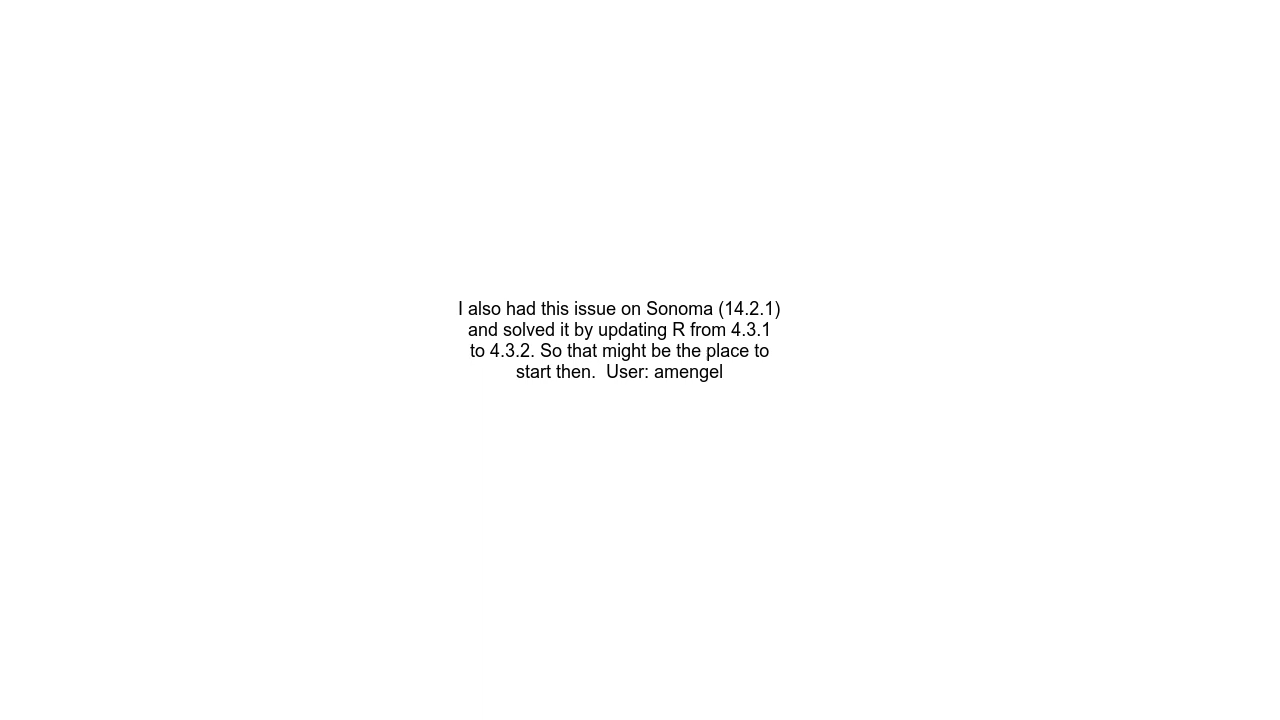 I also had this issue on Sonoma (14.2.1)
and solved it by updating R from 4.3.1
to 4.3.2. So that might be the place to
start then.  User: amengel